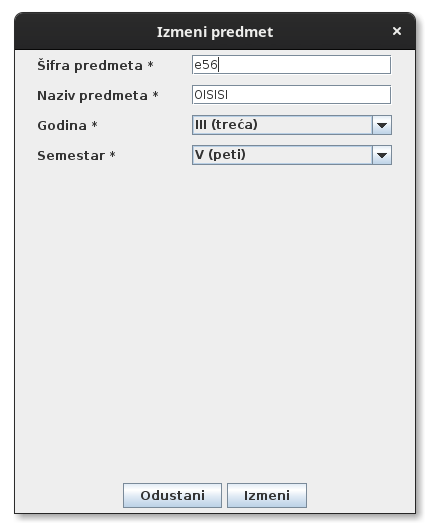 Izmeni predmet ×
Šifra predmeta * e56
Naziv predmeta * OISISI
Godina * III (treća)
Semestar * V (peti)
Odustani Izmeni